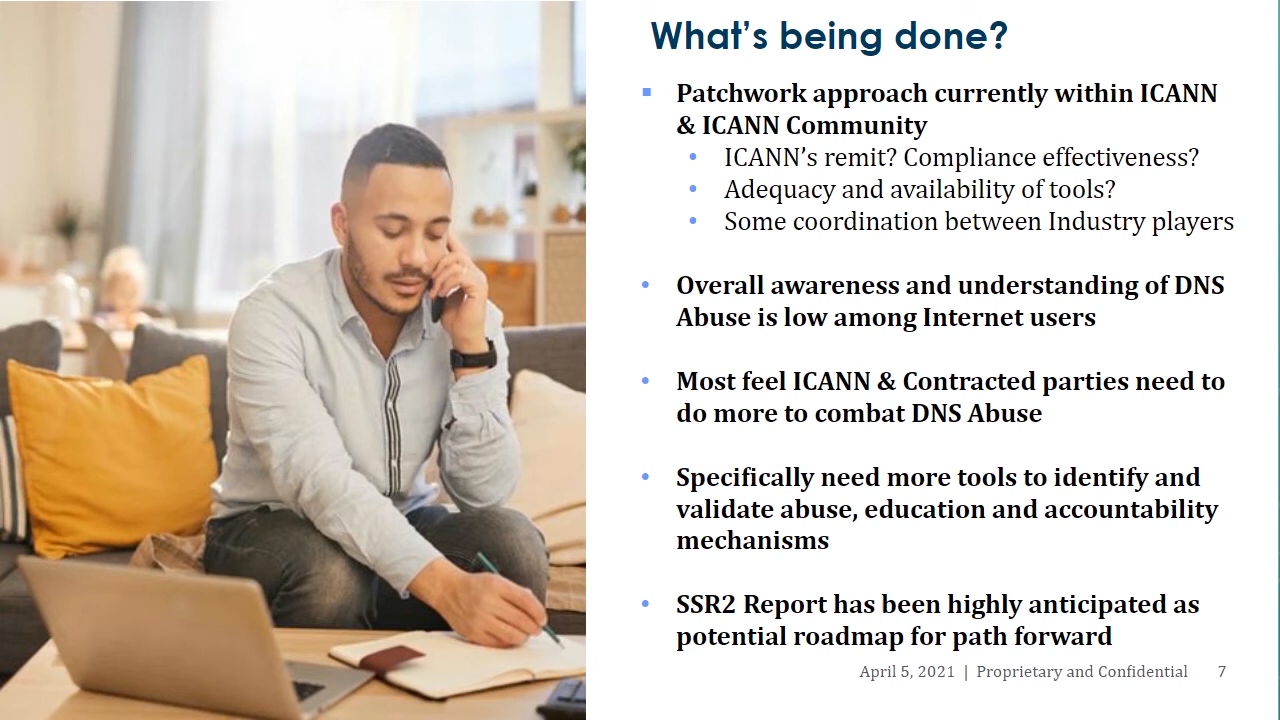 What's being done?
▪ Patchwork approach currently within ICANN
& ICANN Community
• ICANN's remit? Compliance effectiveness?
• Adequacy and availability of tools?
• Some coordination between Industry players
• Overall awareness and understanding of DNS
Abuse is low among Internet users
• Most feel ICANN & Contracted parties need to
do more to combat DNS Abuse
• Specifically need more tools to identify and
validate abuse, education and accountability
mechanisms
• SSR2 Report has been highly anticipated as
potential roadmap for path forward
April 5, 2021 | Proprietary and Confidential 7